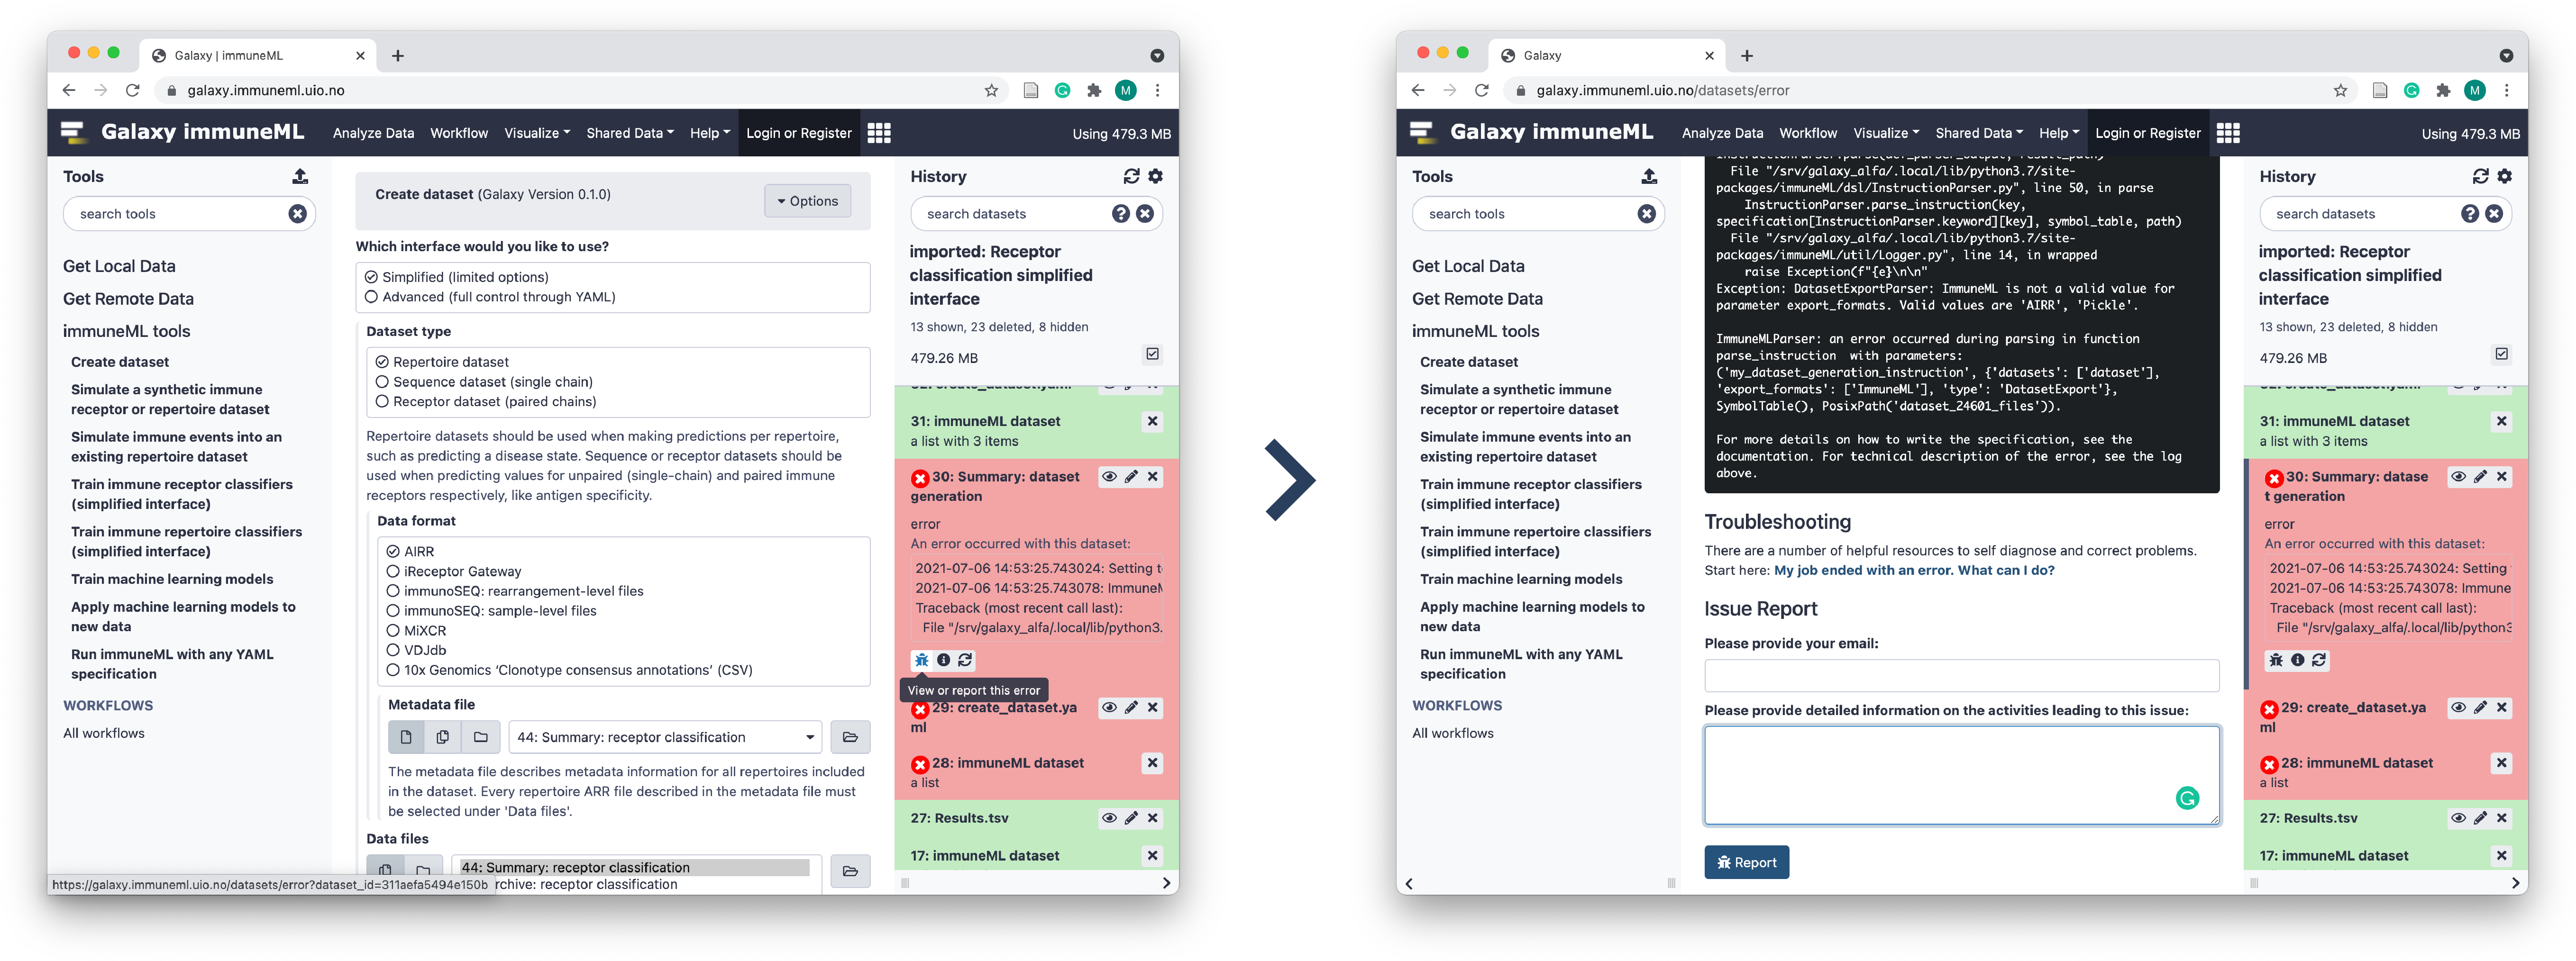 Galaxy | immuneML
galaxy.immuneml.uio.no
M
Galaxy immuneML
Analyze Data Workflow Visualize Shared Data Help Login or Register
Using 479.3 MB
Tools
search tools
Get Local Data
Get Remote Data
immuneML tools
Create dataset
Simulate a synthetic immune
receptor or repertoire dataset
Simulate immune events into an
existing repertoire dataset
Train immune receptor classifiers
(simplified interface)
Train immune repertoire classifiers
(simplified interface)
Train machine learning models
Apply machine learning models to
new data
Run immuneML with any YAML
specification
WORKFLOWS
All workflows
https://galaxy.immuneml.uio.no/datasets/error?dataset_id=311aefa5494e150b
Create dataset (Galaxy Version 0.1.0)
Options
Which interface would you like to use?
Simplified (limited options)
Advanced (full control through YAML)
Dataset type
Repertoire dataset
Sequence dataset (single chain)
Receptor dataset (paired chains)
Repertoire datasets should be used when making predictions per repertoire,
such as predicting a disease state. Sequence or receptor datasets should be
used when predicting values for unpaired (single-chain) and paired immune
receptors respectively, like antigen specificity.
Data format
AIRR
iReceptor Gateway
immunoSEQ: rearrangement-level files
immunoSEQ: sample-level files
MiXCR
VDJdb
10x Genomics ‘Clonotype consensus annotations’ (CSV)
Metadata file
44: Summary: receptor classification
The metadata file describes metadata information for all repertoires included
in the dataset. Every repertoire ARR file described in the metadata file must
be selected under 'Data files'.
Data files
44: Summary: receptor classification
rchive: receptor classification
History
search datasets
imported: Receptor
classification simplified
interface
13 shown, 23 deleted, 8 hidden
479.26 MB
32: create_dataset.yaml
31: immuneML dataset
a list with 3 items
30: Summary: dataset
generation
error
An error occurred with this dataset:
2021-07-06 14:53:25.743024: Setting t
2021-07-06 14:53:25.743078: ImmuneM
Traceback (most recent call last):
File "/srv/galaxy_alfa/.local/lib/python3.
View or report this error
29: create_dataset.ya
ml
28: immuneML dataset
a list
27: Results.tsv
17: immuneML dataset
Galaxy
galaxy.immuneml.uio.no/datasets/error
M
Galaxy immuneML
Analyze Data Workflow Visualize Shared Data Help Login or Register
Using 479.3 MB
Tools
search tools
Get Local Data
Get Remote Data
immuneML tools
Create dataset
Simulate a synthetic immune
receptor or repertoire dataset
Simulate immune events into an
existing repertoire dataset
Train immune receptor classifiers
(simplified interface)
Train immune repertoire classifiers
(simplified interface)
Train machine learning models
Apply machine learning models to
new data
Run immuneML with any YAML
specification
WORKFLOWS
All workflows
InstructionParser.parse(def_parser_output, result_path)
File "/srv/galaxy_alfa/.local/lib/python3.7/site-
packages/immuneML/dsl/InstructionParser.py", line 50, in parse
InstructionParser.parse_instruction(key,
specification[InstructionParser.keyword][key], symbol_table, path)
File "/srv/galaxy_alfa/.local/lib/python3.7/site-
packages/immuneML/util/Logger.py", line 14, in wrapped
raise Exception(f"{e}\n\n"
Exception: DatasetExportParser: ImmuneML is not a valid value for
parameter export_formats. Valid values are 'AIRR', 'Pickle'.
ImmuneMLParser: an error occurred during parsing in function
parse_instruction with parameters:
('my_dataset_generation_instruction', {'datasets': ['dataset'],
'export_formats': ['ImmuneML'], 'type': 'DatasetExport'},
SymbolTable(), PosixPath('dataset_24601_files')).
For more details on how to write the specification, see the
documentation. For technical description of the error, see the log
above.
Troubleshooting
There are a number of helpful resources to self diagnose and correct problems.
Start here: My job ended with an error. What can I do?
Issue Report
Please provide your email:
Please provide detailed information on the activities leading to this issue:
Report
History
search datasets
imported: Receptor
classification simplified
interface
13 shown, 23 deleted, 8 hidden
479.26 MB
32: create_dataset.yaml
31: immuneML dataset
a list with 3 items
30: Summary: datase
t generation
error
An error occurred with this dataset:
2021-07-06 14:53:25.743024: Setting
2021-07-06 14:53:25.743078: Immune
Traceback (most recent call last):
File "/srv/galaxy_alfa/.local/lib/python3
29: create_dataset.ya
ml
28: immuneML dataset
a list
27: Results.tsv
17: immuneML dataset